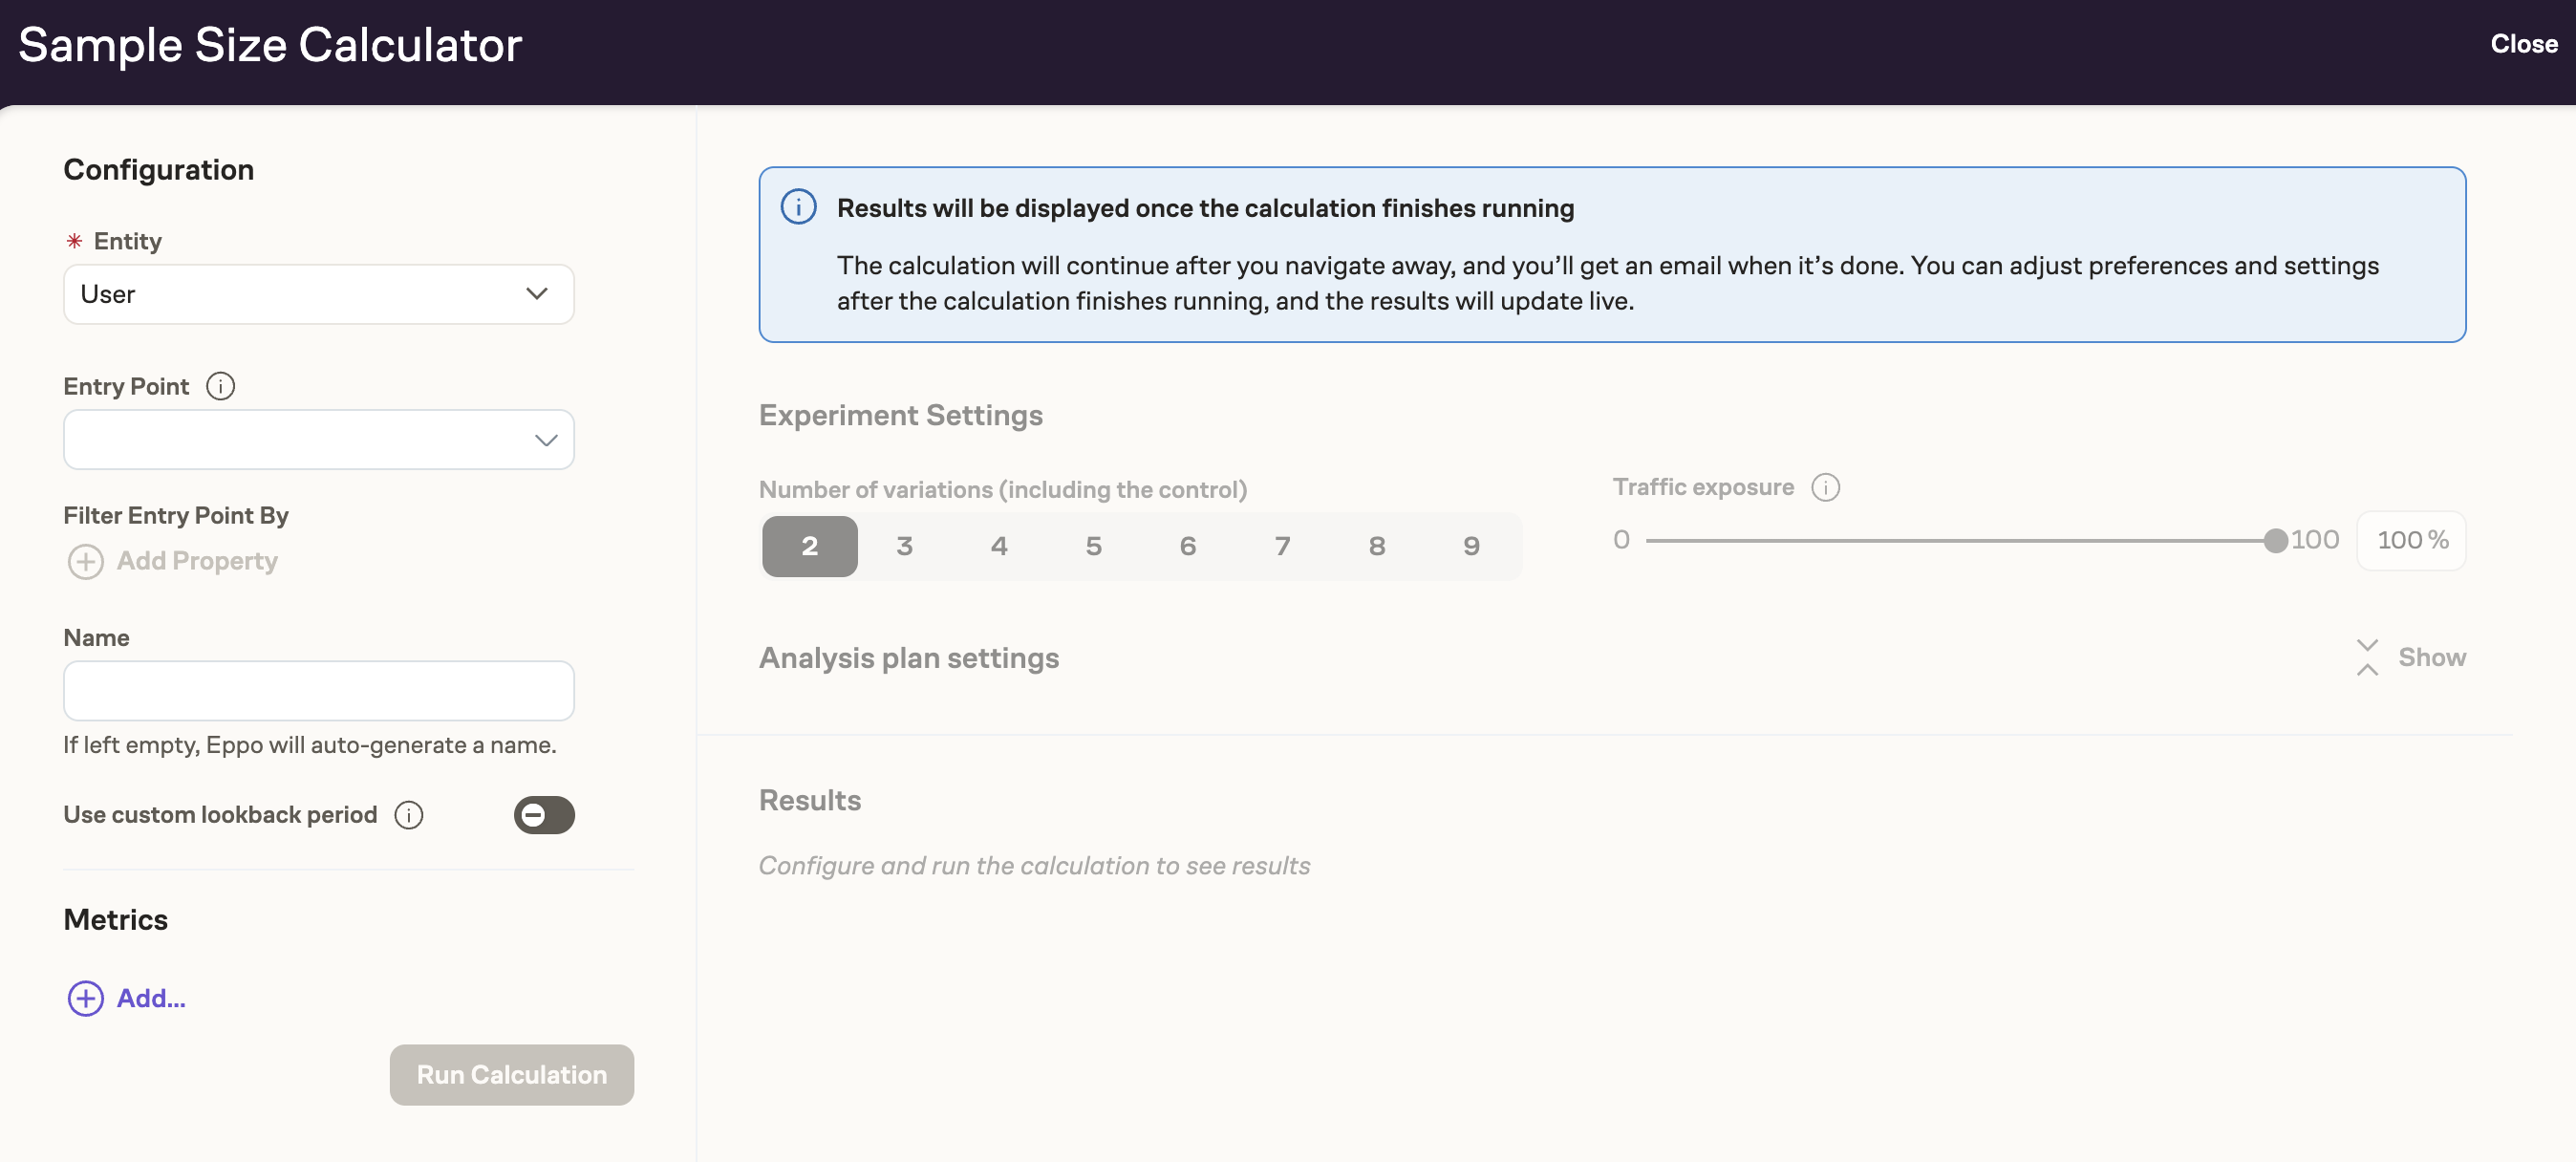 Sample Size Calculator
Close
Configuration
* Entity
User
Entry Point
Filter Entry Point By
Add Property
Name
If left empty, Eppo will auto-generate a name.
Use custom lookback period
Metrics
Add...
Run Calculation
Results will be displayed once the calculation finishes running
The calculation will continue after you navigate away, and you’ll get an email when it’s done. You can adjust preferences and settings
after the calculation finishes running, and the results will update live.
Experiment Settings
Number of variations (including the control)
2 3 4 5 6 7 8 9
Traffic exposure
0 100 100 %
Analysis plan settings
Show
Results
Configure and run the calculation to see results